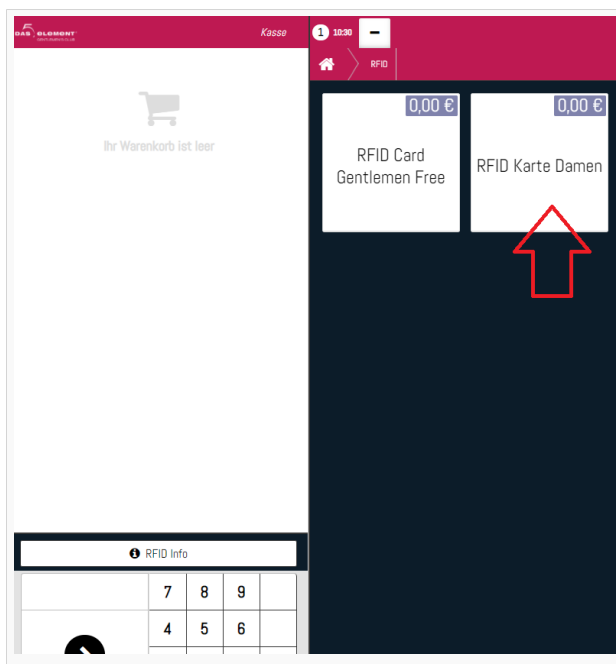 DAS 5 ELEMENT
Kasse
1 10:30
RFID
Ihr Warenkorb ist leer
0,00 €
RFID Card
Gentlemen Free
0,00 €
RFID Karte Damen
RFID Info
7 8 9
4 5 6